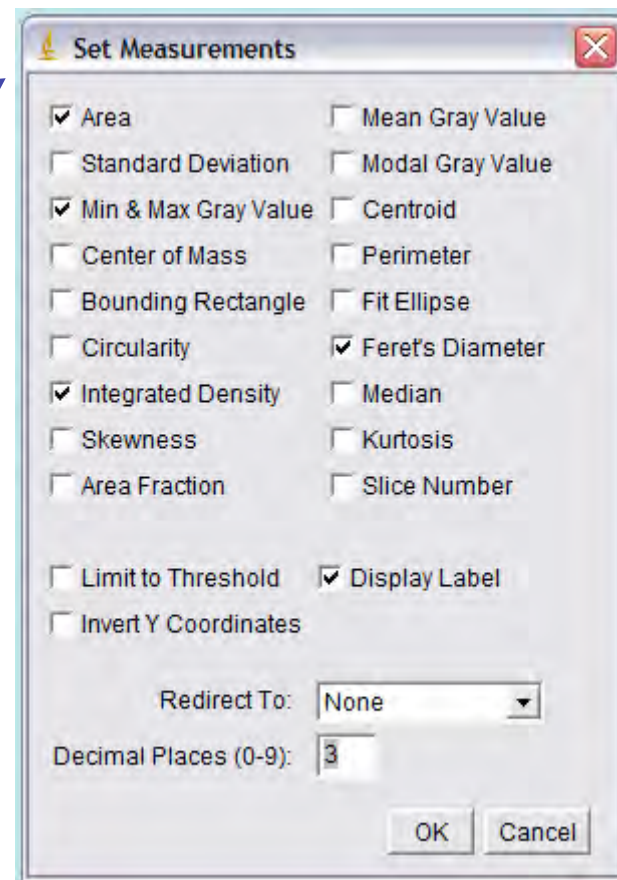 Set Measurements
Area Mean Gray Value
Standard Deviation Modal Gray Value
Min & Max Gray Value Centroid
Center of Mass Perimeter
Bounding Rectangle Fit Ellipse
Circularity Feret's Diameter
Integrated Density Median
Skewness Kurtosis
Area Fraction Slice Number
Limit to Threshold Display Label
Invert Y Coordinates
Redirect To: None
Decimal Places (0-9): 3
OK Cancel